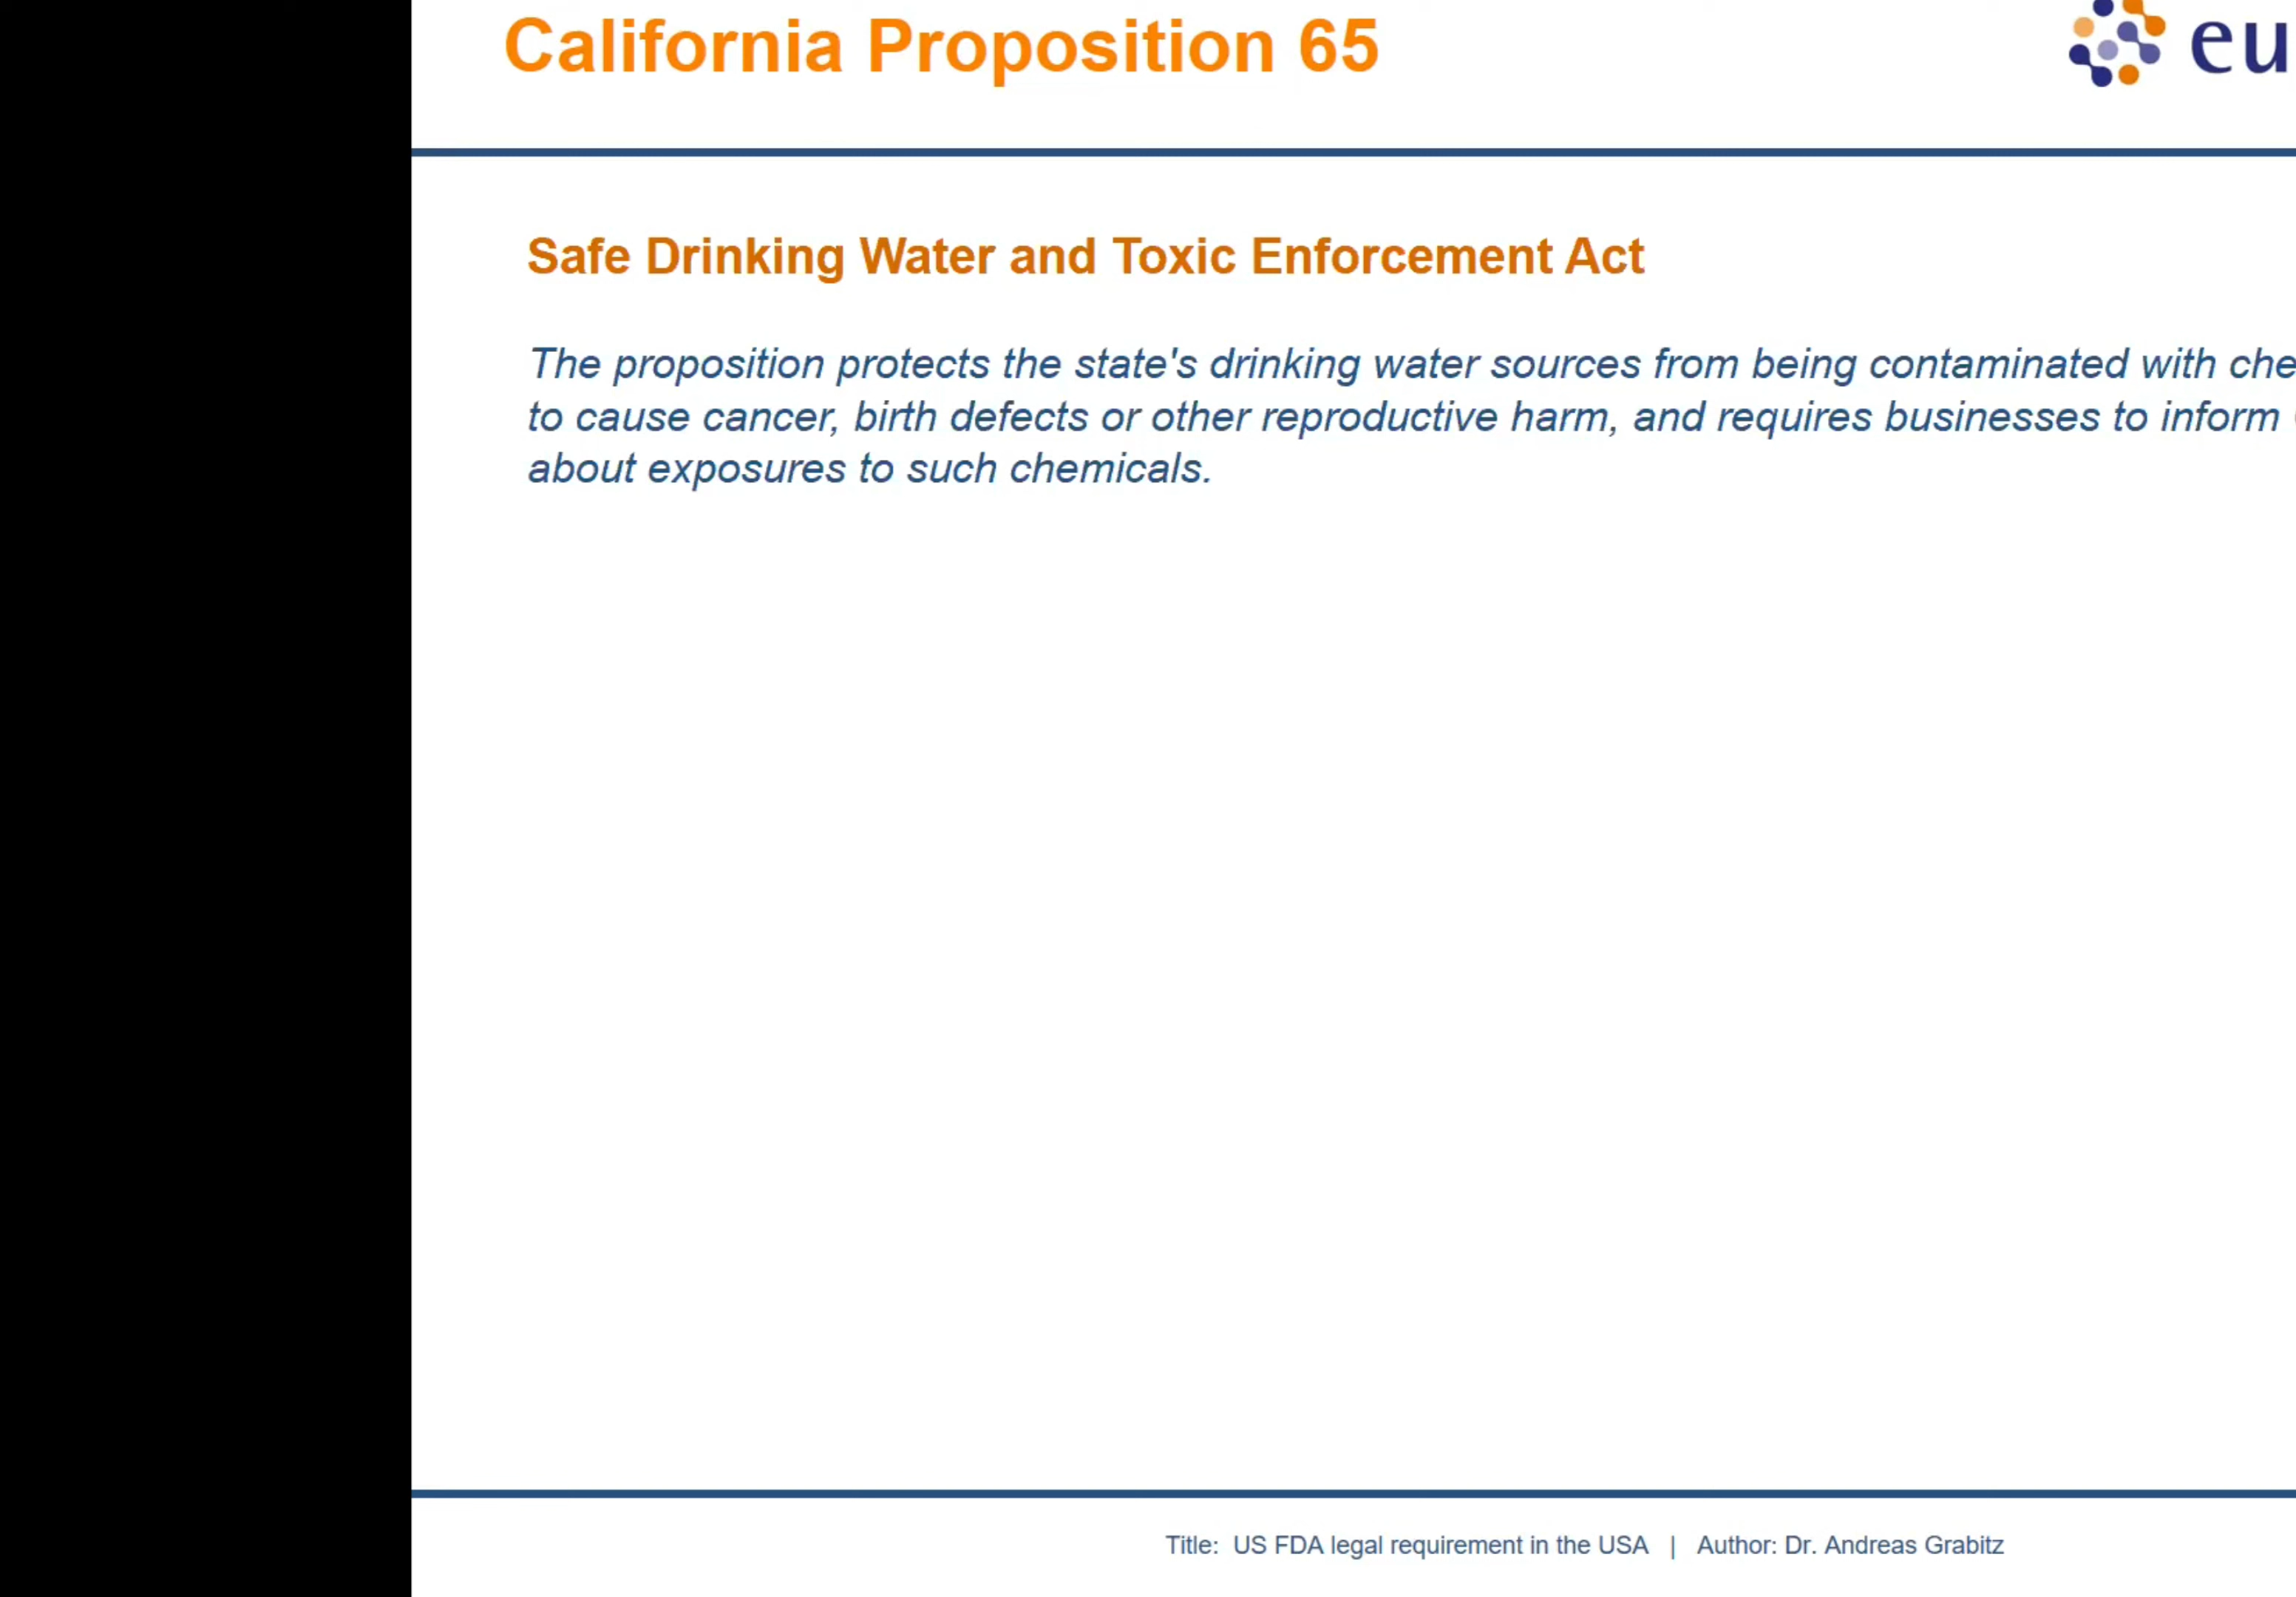 California Proposition 65
eu
Safe Drinking Water and Toxic Enforcement Act
The proposition protects the state's drinking water sources from being contaminated with che
to cause cancer, birth defects or other reproductive harm, and requires businesses to inform
about exposures to such chemicals.
Title: US FDA legal requirement in the USA | Author: Dr. Andreas Grabitz